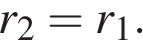 r₂ = r₁.